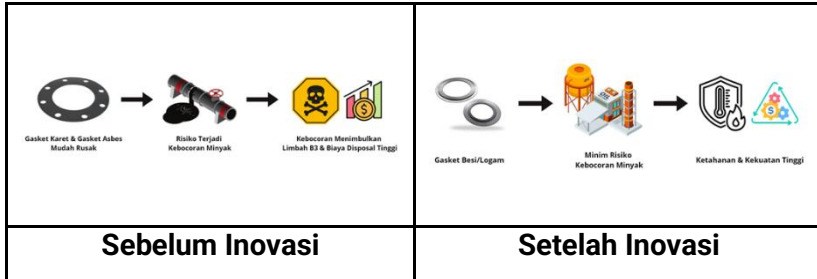 Gasket Karet & Gasket Asbes
Mudah Rusak
Risiko Terjadi
Kebocoran Minyak
Kebocoran Menimbulkan
Limbah B3 & Biaya Disposal Tinggi
Gasket Besi/Logam
Minim Risiko
Kebocoran Minyak
Ketahanan & Kekuatan Tinggi
Sebelum Inovasi
Setelah Inovasi